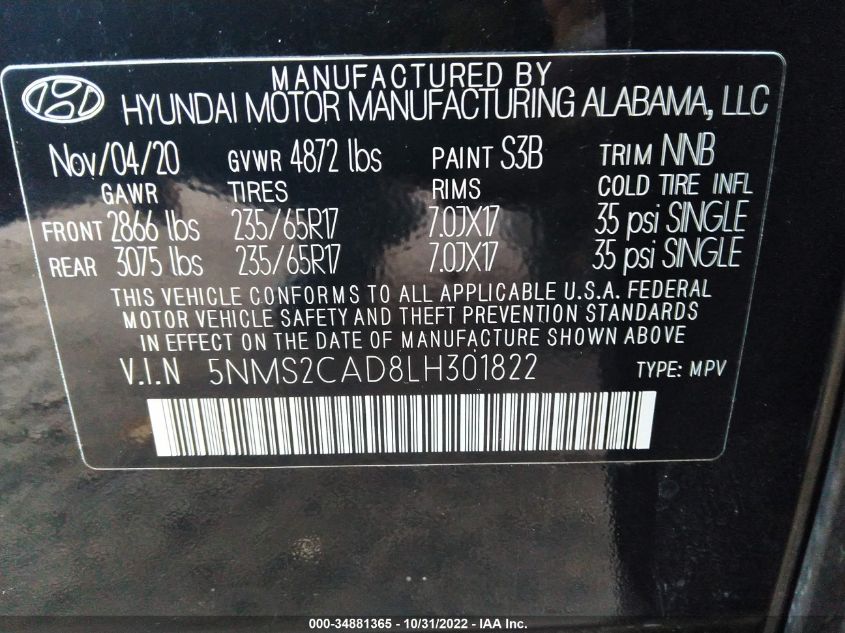 MANUFACTURED BY
HYUNDAI MOTOR MANUFACTURING ALABAMA, LLC
Nov/04/20 GVWR 4872 lbs PAINT S3B TRIM NNB
GAWR TIRES RIMS COLD TIRE INFL
FRONT 2866 lbs 235/65R17 7.0JX17 35 psi SINGLE
REAR 3075 lbs 235/65R17 7.0JX17 35 psi SINGLE
THIS VEHICLE CONFORMS TO ALL APPLICABLE U.S.A. FEDERAL
MOTOR VEHICLE SAFETY AND THEFT PREVENTION STANDARDS
IN EFFECT ON THE DATE OF MANUFACTURE SHOWN ABOVE
V.I.N 5NMS2CAD8LH301822 TYPE: MPV
000-34881365 - 10/31/2022 - IAA Inc.